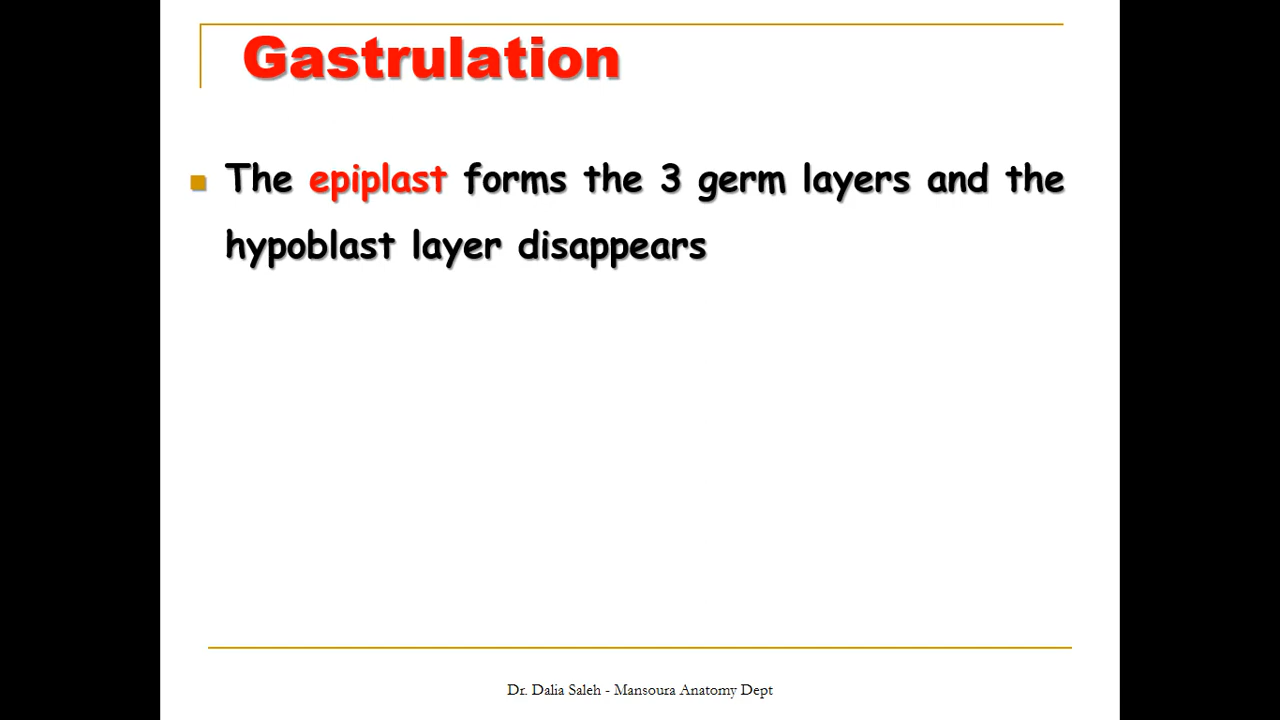 Gastrulation
The epiplast forms the 3 germ layers and the
hypoblast layer disappears
Dr. Dalia Saleh - Mansoura Anatomy Dept